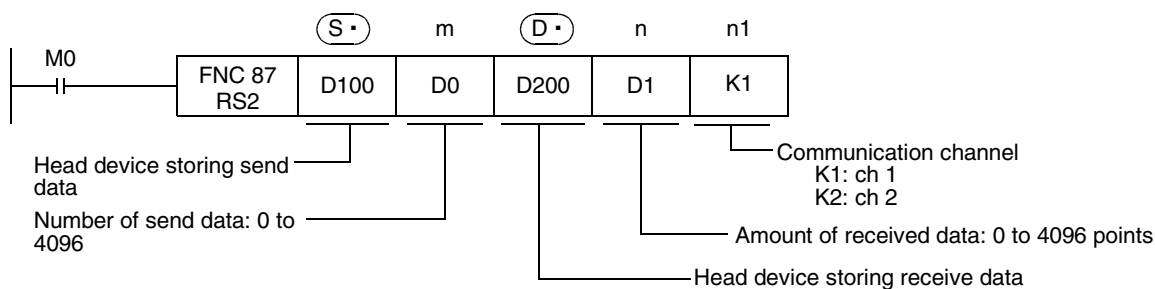 S· m D· n n1
M0
FNC 87
RS2
D100 D0 D200 D1 K1
Head device storing send
data
Number of send data: 0 to
4096
Communication channel
K1: ch 1
K2: ch 2
Amount of received data: 0 to 4096 points
Head device storing receive data